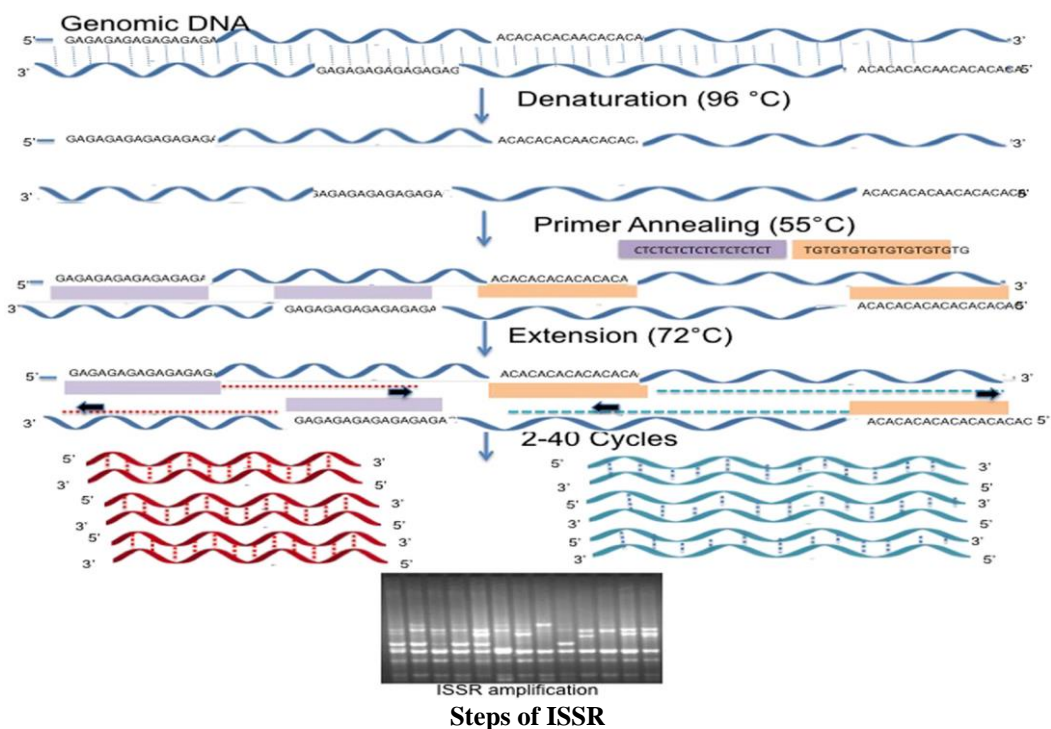 Genomic DNA
5' GAGAGAGAGAGAGAGA ACACACACAACACACA 3'
3' GAGAGAGAGAGAGAG ACACACACAACACACACA 5'
Denaturation (96 °C)
5' GAGAGAGAGAGAGAGA ACACACACAACACAC 3'
3' GAGAGAGAGAGAGA ACACACACAACACACA 5'
Primer Annealing (55°C)
CTCTCTCTCTCTCTCTCT TGTGTGTGTGTGTGTGTG
5' GAGAGAGAGAGAGAGA ACACACACACACACA 3'
3' GAGAGAGAGAGAGAGA ACACACACACACACACAC 5'
Extension (72°C)
5' GAGAGAGAGAGAGAGA ACACACACACACACA 3'
3' GAGAGAGAGAGAGAGA ACACACACACACACACAC 5'
2-40 Cycles
5' 3' 5' 3'
3' 5' 3' 5'
5' 3' 5' 3'
3' 5' 3' 5'
5' 3' 5' 3'
3' 5' 3' 5'
ISSR amplification
Steps of ISSR